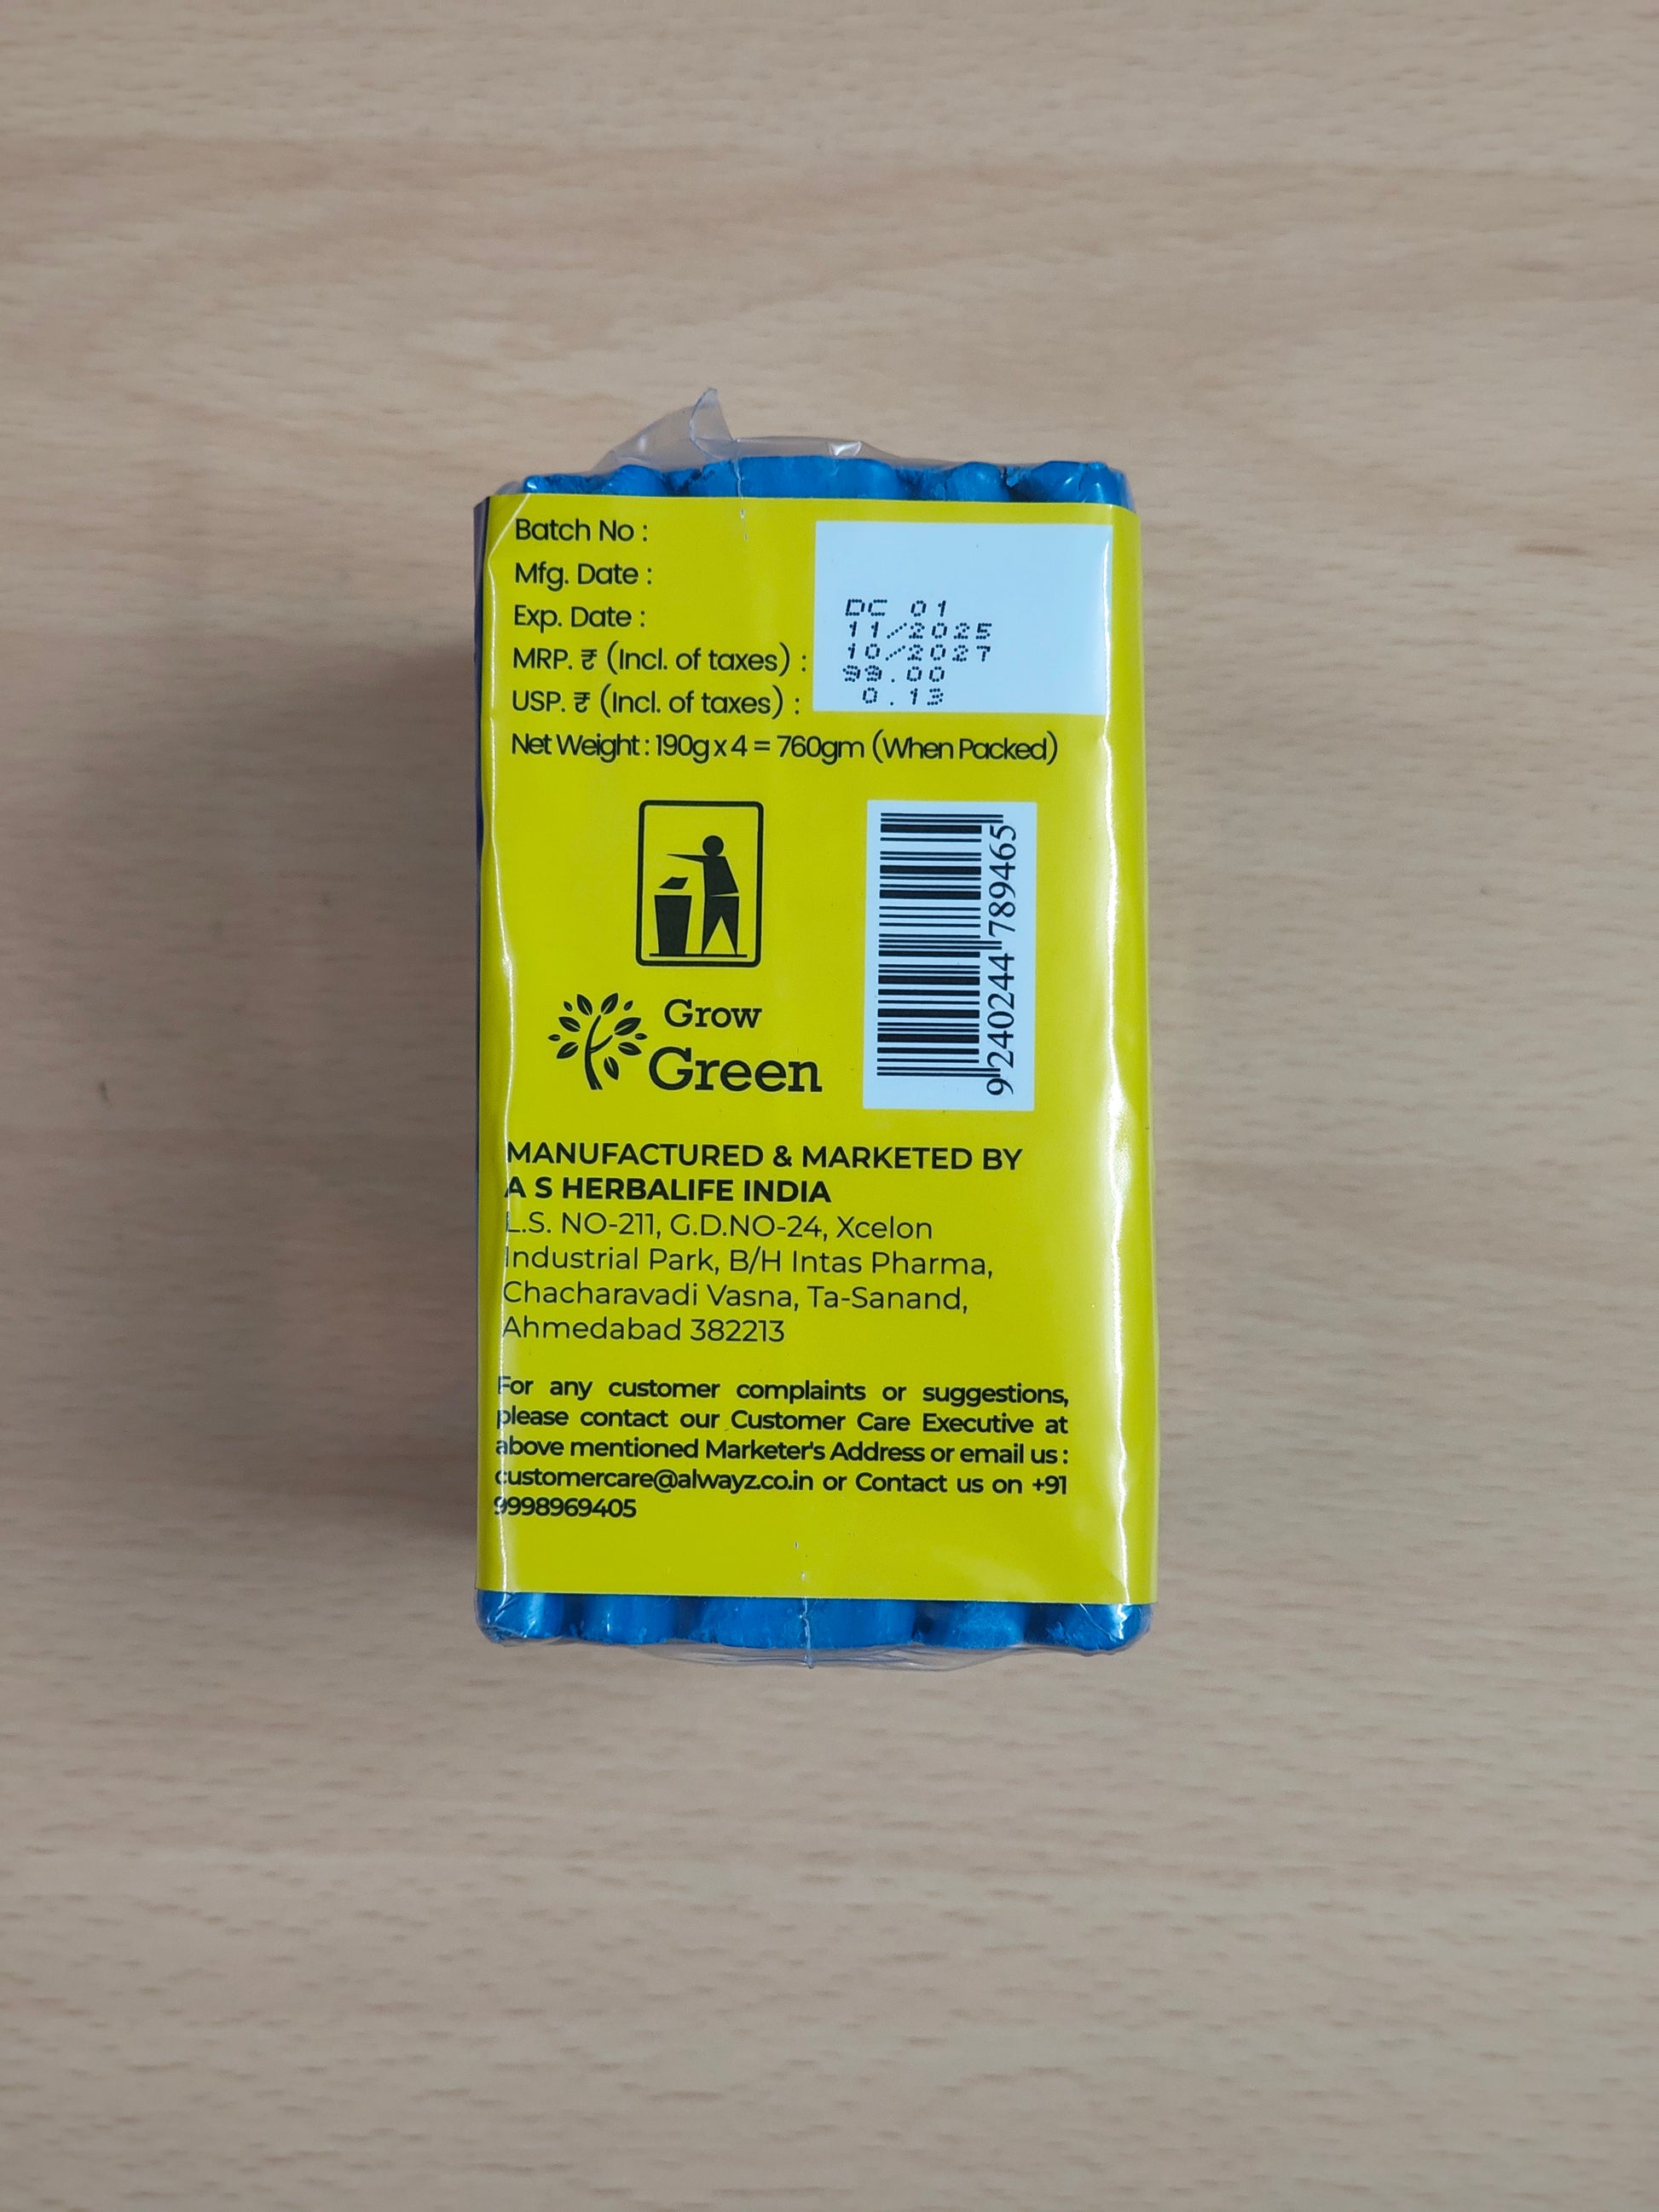 Batch No :
Mfg. Date :
Exp. Date :
MRP. ₹ (Incl. of taxes) :
USP. ₹ (Incl. of taxes) :
DC 01
11/2025
10/2027
99.00
0.13
Net Weight : 190g x 4 = 760gm (When Packed)
Grow
Green
9 240244 789465
MANUFACTURED & MARKETED BY
A S HERBALIFE INDIA
L.S. NO-211, G.D.NO-24, Xcelon
Industrial Park, B/H Intas Pharma,
Chacharavadi Vasna, Ta-Sanand,
Ahmedabad 382213
For any customer complaints or suggestions,
please contact our Customer Care Executive at
above mentioned Marketer's Address or email us :
customercare@alwayz.co.in or Contact us on +91
9998969405